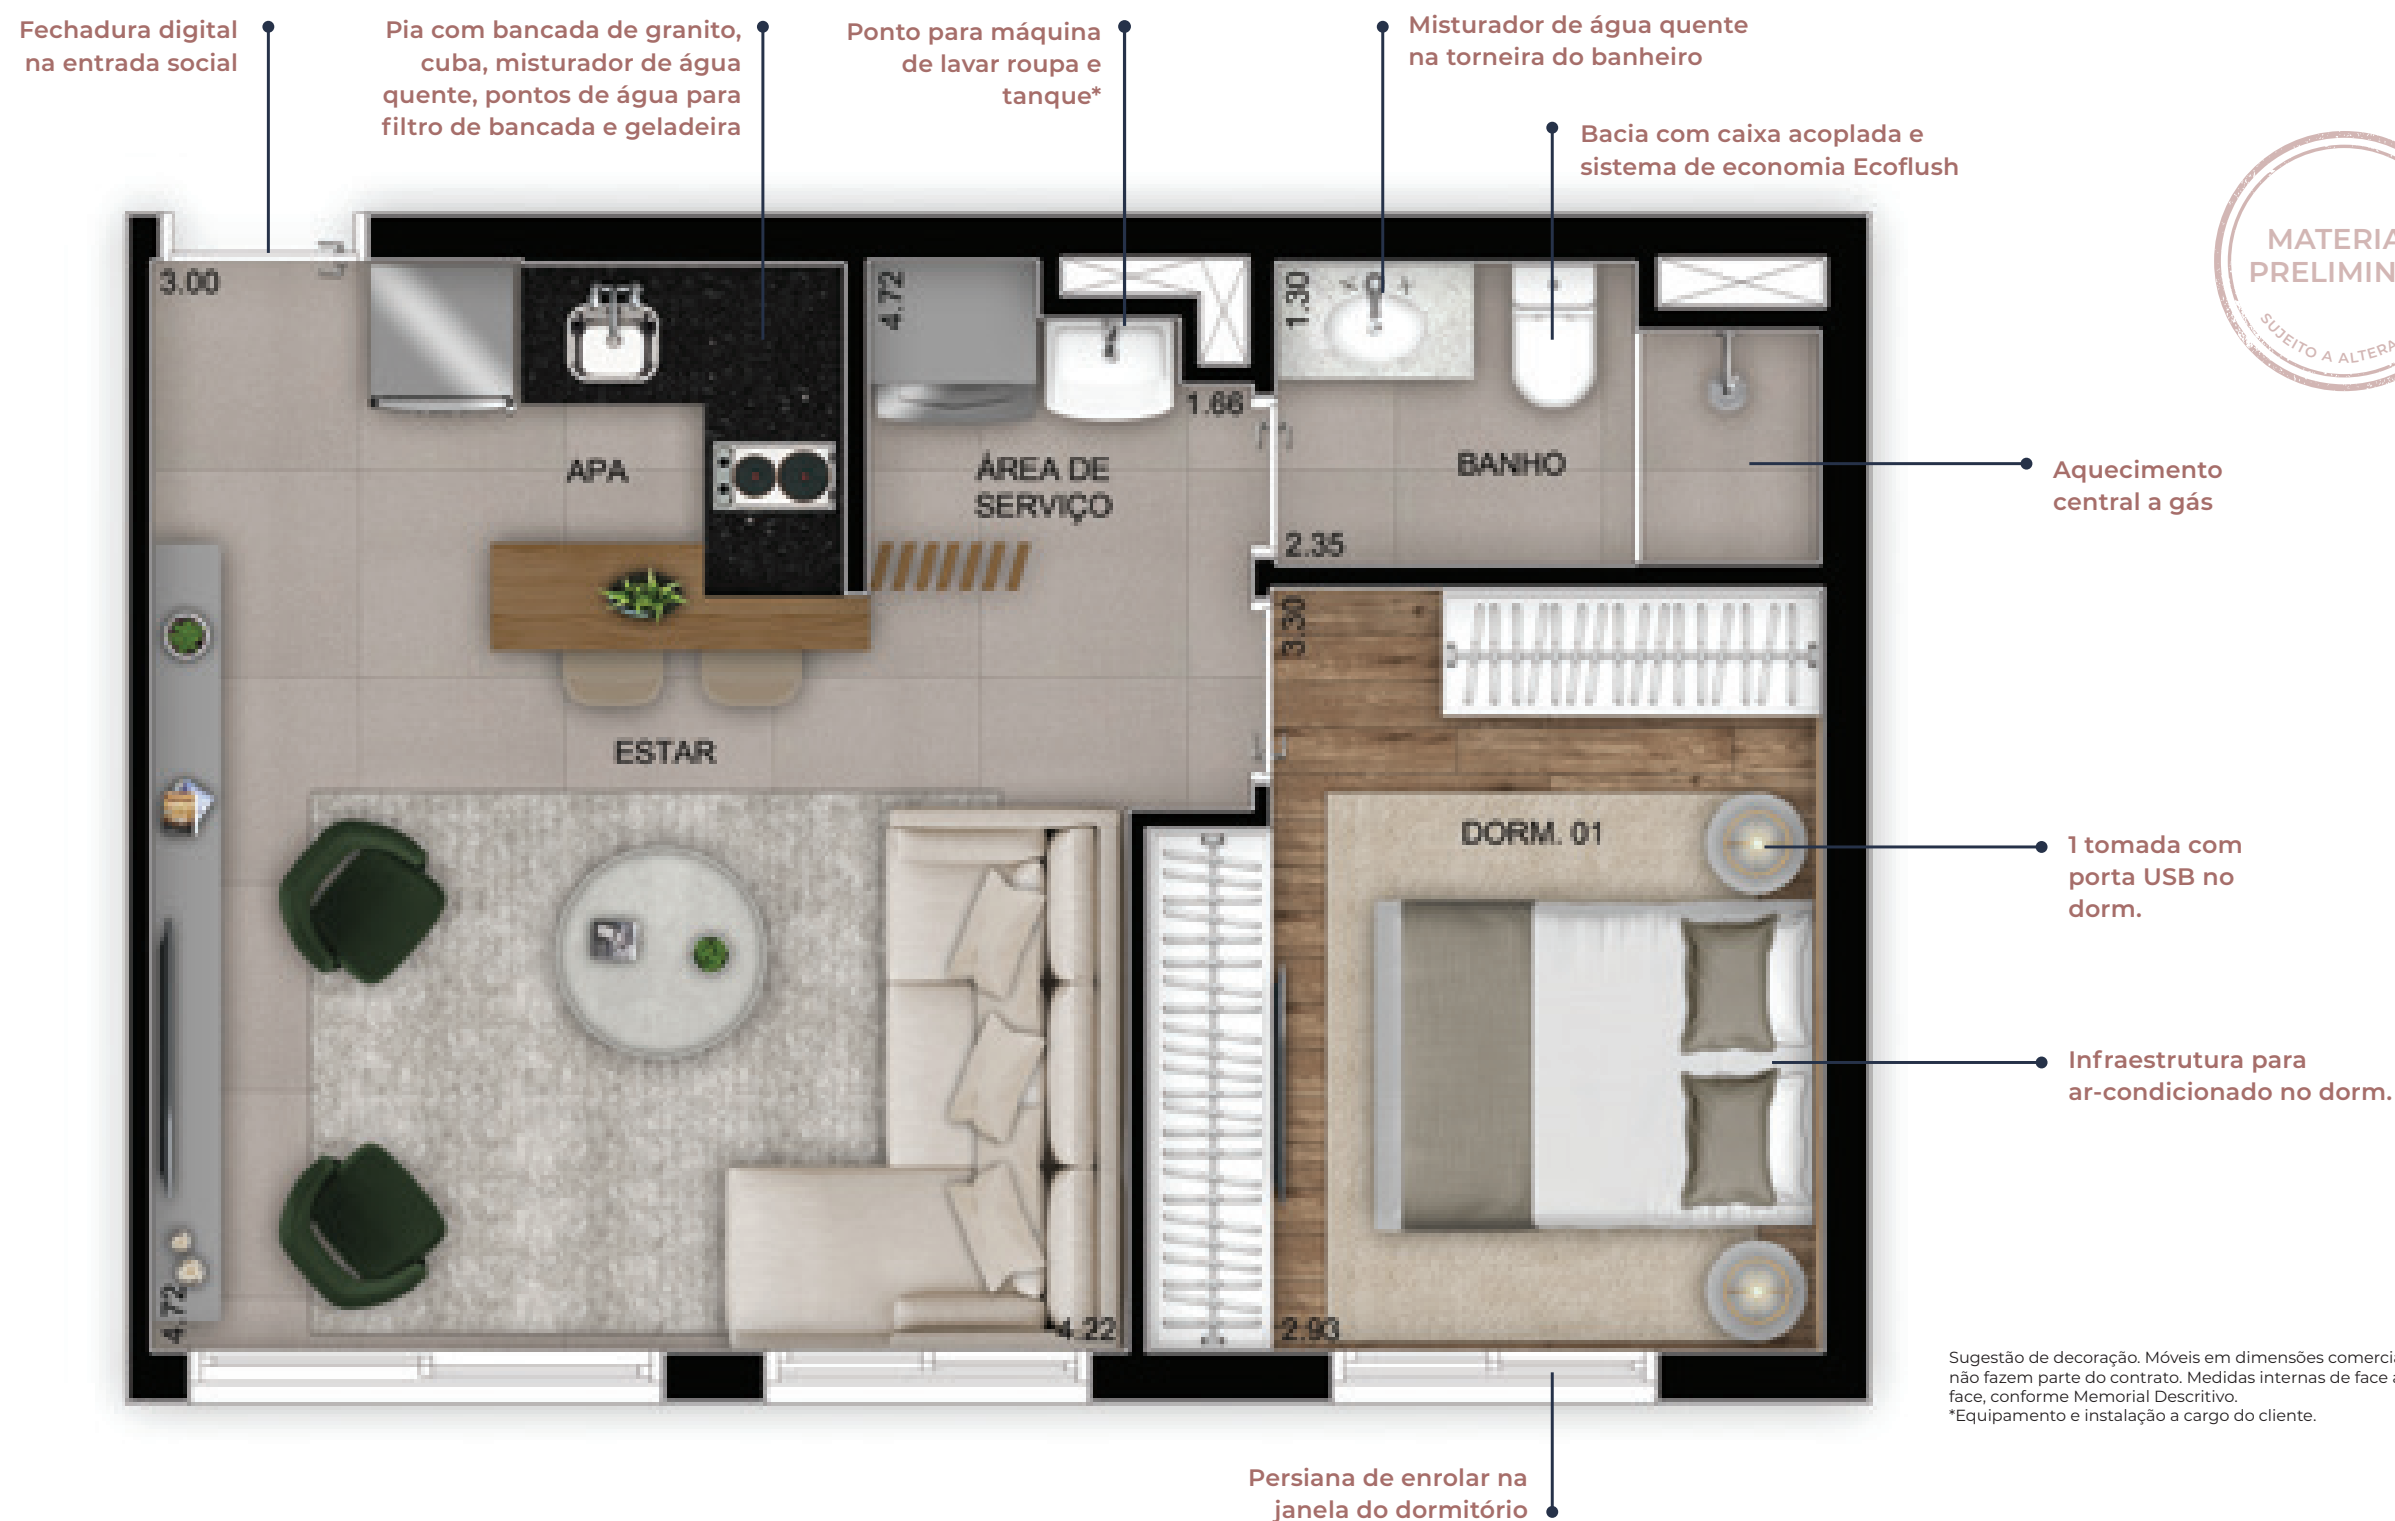 Fechadura digital
na entrada social
Pia com bancada de granito,
cuba, misturador de água
quente, pontos de água para
filtro de bancada e geladeira
Ponto para máquina
de lavar roupa e
tanque*
Misturador de água quente
na torneira do banheiro
Bacia com caixa acoplada e
sistema de economia Ecoflush
MATERIA
PRELIMIN
SUJEITO A ALTERA
3.00
4.72
1.30
1.66
APA
ÁREA DE
SERVIÇO
BANHO
2.35
Aquecimento
central a gás
3.30
ESTAR
DORM. 01
1 tomada com
porta USB no
dorm.
Infraestrutura para
ar-condicionado no dorm.
4.72
4.22
2.93
Sugestão de decoração. Móveis em dimensões comercia
não fazem parte do contrato. Medidas internas de face a
face, conforme Memorial Descritivo.
*Equipamento e instalação a cargo do cliente.
Persiana de enrolar na
janela do dormitório